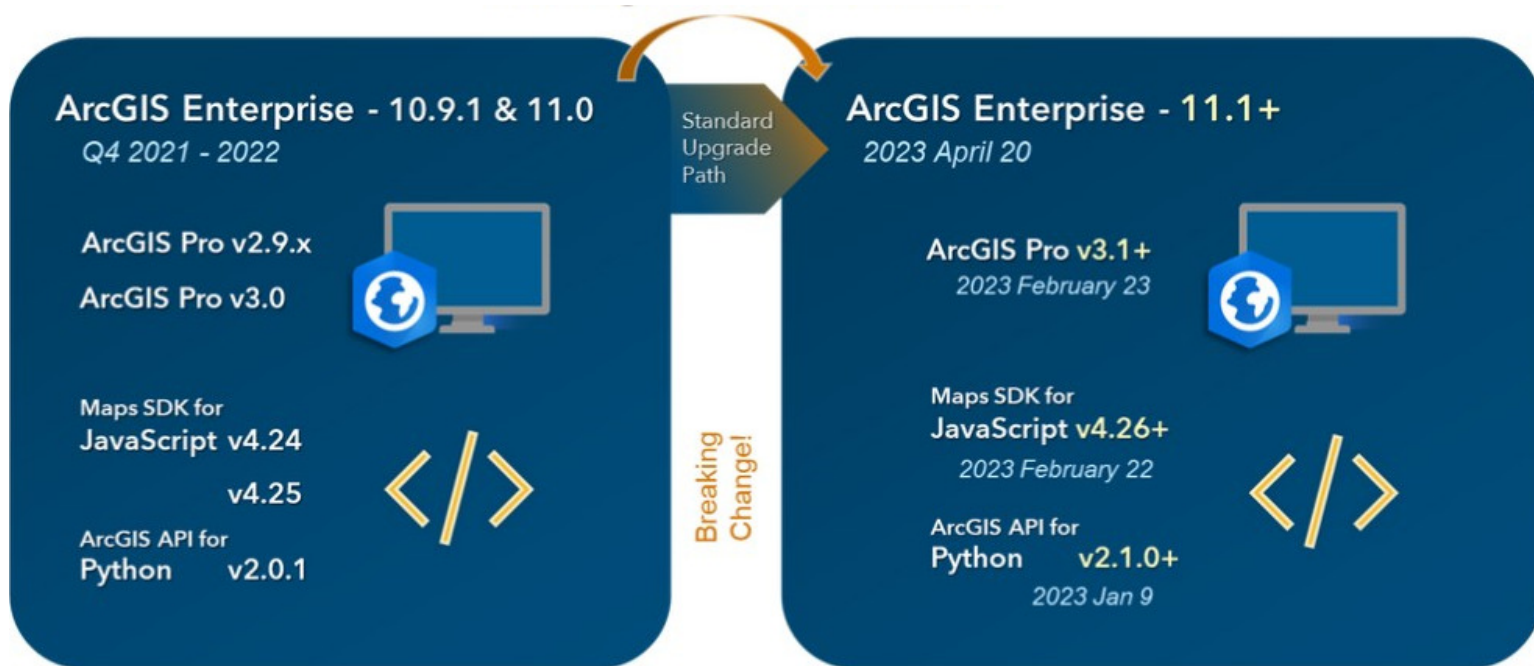 ArcGIS Enterprise - 10.9.1 & 11.0
Q4 2021 - 2022
ArcGIS Pro v2.9.x
ArcGIS Pro v3.0
Maps SDK for
JavaScript v4.24
v4.25
ArcGIS API for
Python v2.0.1
Standard
Upgrade
Path
Breaking
Change!
ArcGIS Enterprise - 11.1+
2023 April 20
ArcGIS Pro v3.1+
2023 February 23
Maps SDK for
JavaScript v4.26+
2023 February 22
ArcGIS API for
Python v2.1.0+
2023 Jan 9